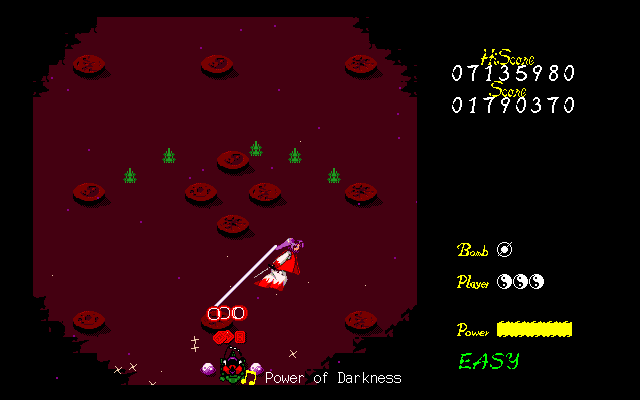 HiScore
07135980
Score
01790370
Bomb
Player
Power
EASY
Power of Darkness